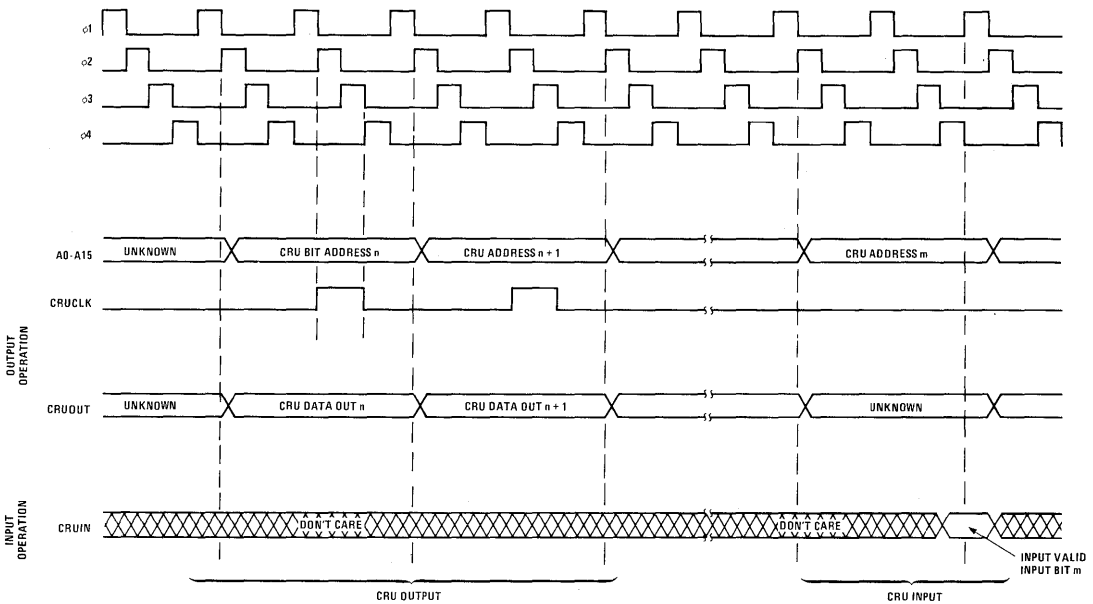 φ1
φ2
φ3
φ4
A0-A15
UNKNOWN
CRU BIT ADDRESS n
CRU ADDRESS n + 1
CRU ADDRESS m
CRUCLK
OUTPUT
OPERATION
CRUOUT
UNKNOWN
CRU DATA OUT n
CRU DATA OUT n + 1
UNKNOWN
INPUT
OPERATION
CRUIN
DON'T CARE
DON'T CARE
INPUT VALID
INPUT BIT m
CRU OUTPUT
CRU INPUT